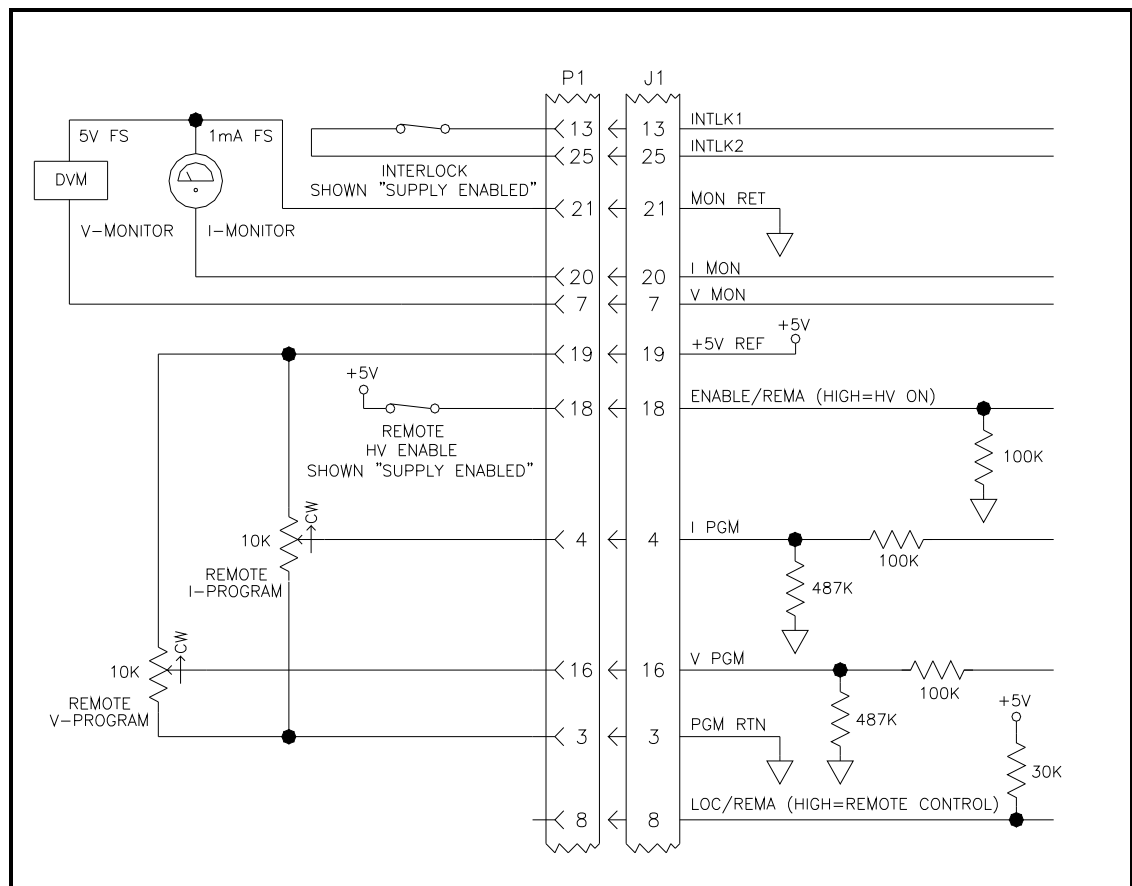 P1
J1
5V FS
1mA FS
DVM
V-MONITOR
I-MONITOR
INTERLOCK
SHOWN "SUPPLY ENABLED"
13
13
INTLK1
25
25
INTLK2
21
21
MON RET
20
20
I MON
7
7
V MON
19
19
+5V REF
+5V
+5V
18
18
ENABLE/REMA (HIGH=HV ON)
REMOTE
HV ENABLE
SHOWN "SUPPLY ENABLED"
100K
CW
10K
REMOTE
I-PROGRAM
4
4
I PGM
100K
487K
CW
10K
REMOTE
V-PROGRAM
16
16
V PGM
100K
487K
+5V
30K
3
3
PGM RTN
8
8
LOC/REMA (HIGH=REMOTE CONTROL)